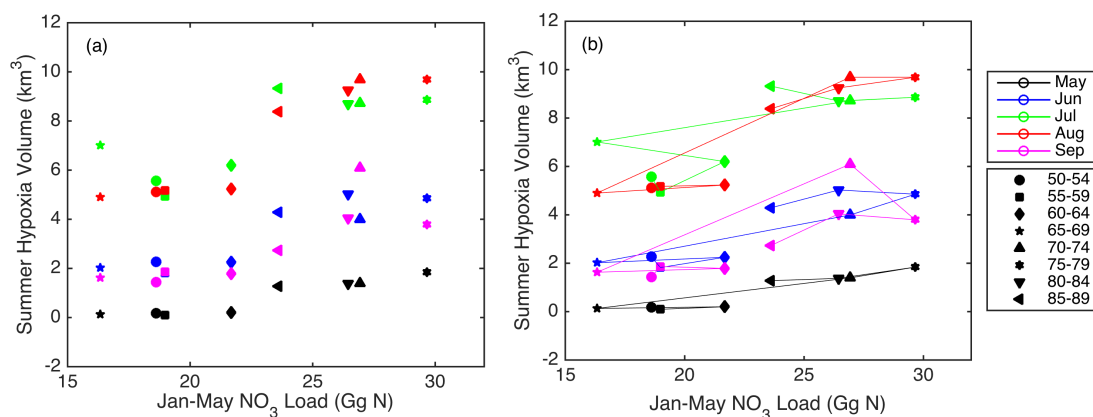 (a)
Summer Hypoxia Volume (km³)
12
10
8
6
4
2
0
-2
15
20
25
30
Jan-May NO₃ Load (Gg N)
(b)
Summer Hypoxia Volume (km³)
12
10
8
6
4
2
0
-2
15
20
25
30
Jan-May NO₃ Load (Gg N)
May
Jun
Jul
Aug
Sep
50-54
55-59
60-64
65-69
70-74
75-79
80-84
85-89